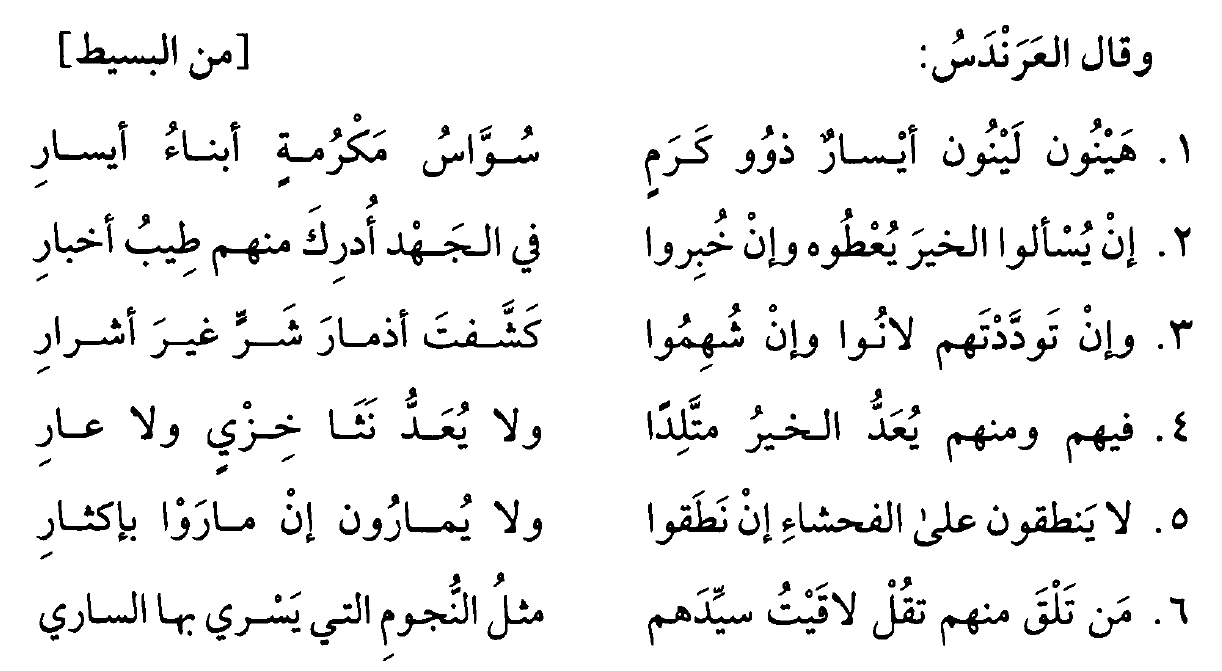 وقال العَرَنْدَسُ: [من البسيط]
١. هَيْنُون لَيْنُون أيْسارٌ ذوُو كَرَمٍ سُوَّاسُ مَكْرُمةٍ أبناءُ أيسارِ
٢. إنْ يُسْألوا الخيرَ يُعْطُوه وإنْ خُبِروا في الجَهْد أُدرِكَ منهم طِيبُ أخبارِ
٣. وإنْ تَودَّدْتَهم لانُوا وإنْ شُهِمُوا كَشَّفتَ أذمارَ شَرٍّ غيرَ أشرارِ
٤. فيهم ومنهم يُعَدُّ الخيرُ متَّلِدًا ولا يُعَدُّ نَثَا خِزْيٍ ولا عارِ
٥. لا يَنطقون علىٰ الفحشاءِ إنْ نَطَقوا ولا يُمارُون إنْ مارَوْا بإكثارِ
٦. مَن تَلْقَ منهم تقُلْ لاقَيْتُ سيِّدَهم مثلُ النُّجومِ التي يَسْري بها الساري